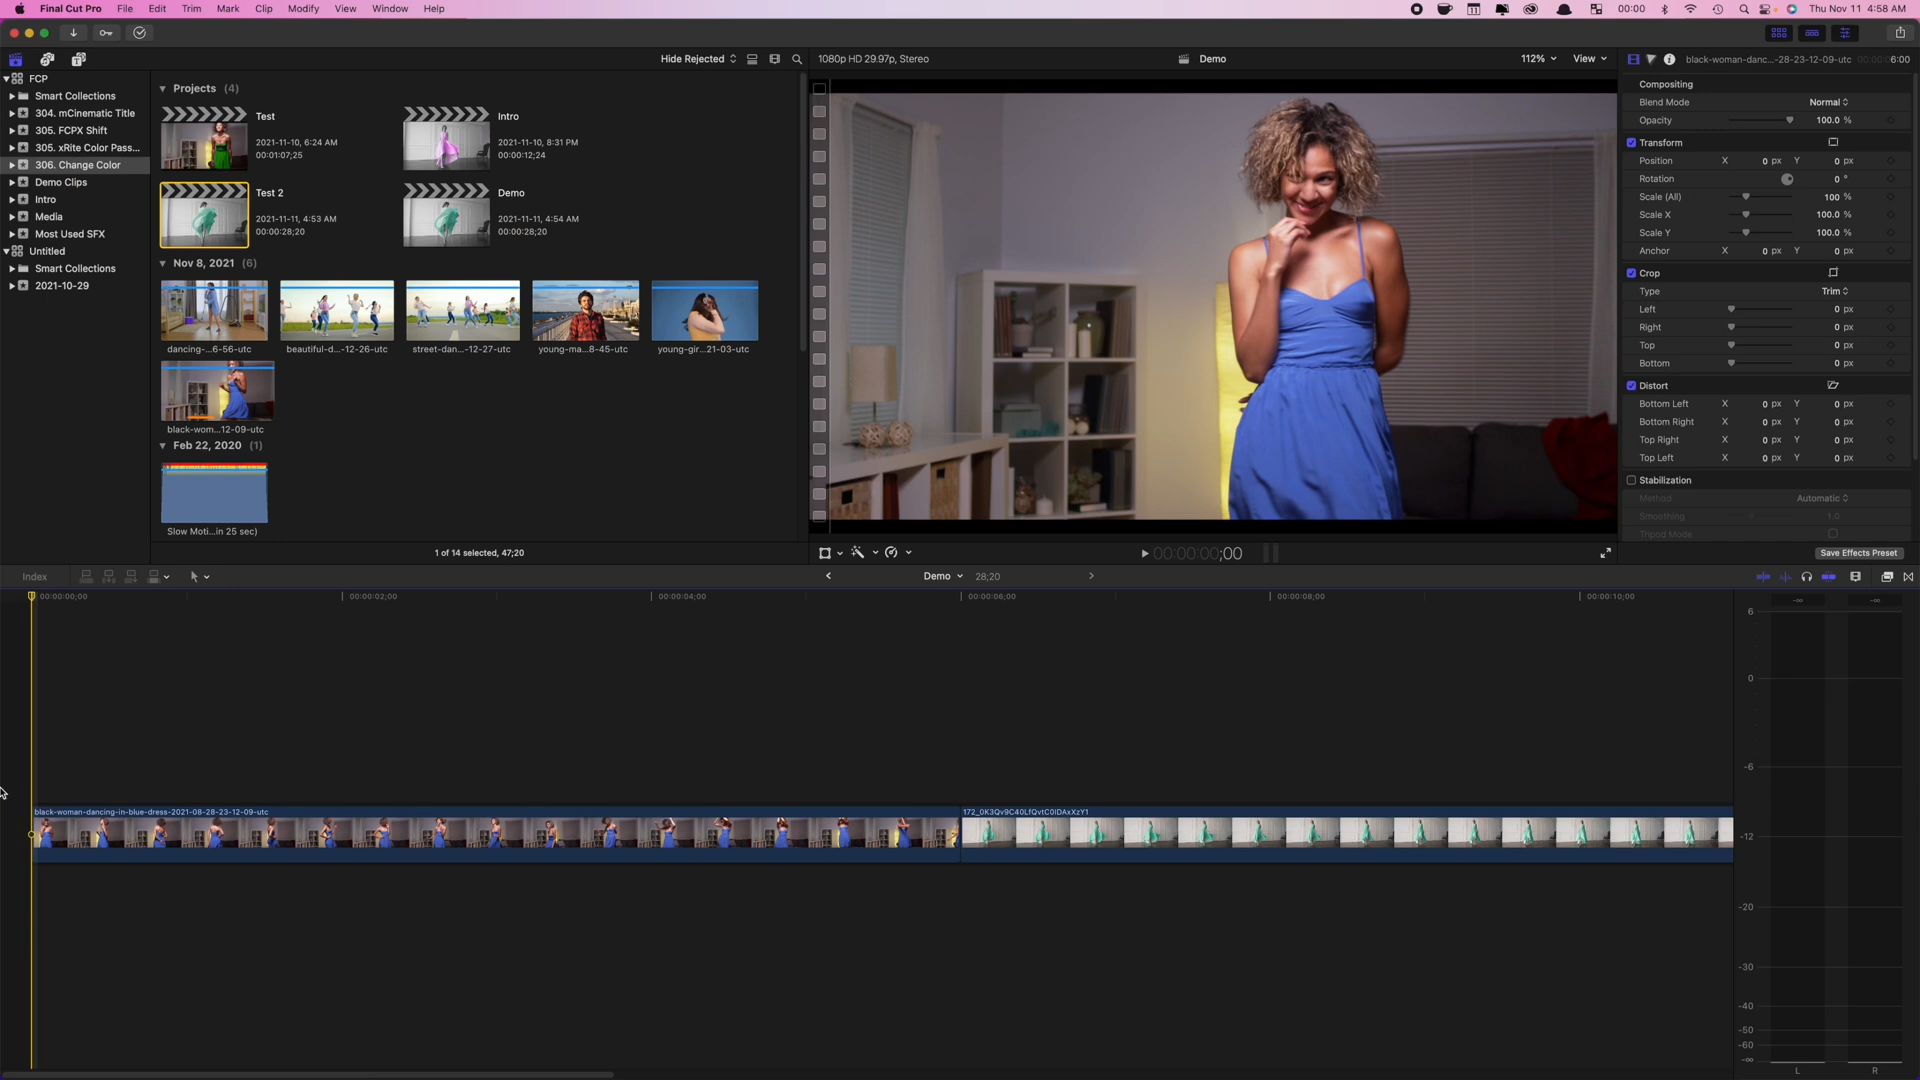 Final Cut Pro File Edit Trim Mark Clip Modify View Window Help 00:00 Thu Nov 11 4:58 AM
Hide Rejected
1080p HD 29.97p, Stereo
Demo
112% View
black-woman-danc...-28-23-12-09-utc
6:00
FCP
Smart Collections
304. mCinematic Title
305. FCPX Shift
305. xRite Color Pass...
306. Change Color
Demo Clips
Intro
Media
Most Used SFX
Untitled
Smart Collections
2021-10-29
Projects (4)
Test
2021-11-10, 6:24 AM
00:01:07;25
Intro
2021-11-10, 8:31 PM
00:00:12;24
Test 2
2021-11-11, 4:53 AM
00:00:28;20
Demo
2021-11-11, 4:54 AM
00:00:28;20
Nov 8, 2021 (6)
dancing-...6-56-utc
beautiful-d...-12-26-utc
street-dan...-12-27-utc
young-ma...8-45-utc
young-gir...21-03-utc
black-wom...12-09-utc
Feb 22, 2020 (1)
Slow Moti...in 25 sec)
1 of 14 selected, 47;20
00:00:00;00
Compositing
Blend Mode Normal
Opacity 100.0 %
Transform
Position X 0 px Y 0 px
Rotation 0 °
Scale (All) 100 %
Scale X 100.0 %
Scale Y 100.0 %
Anchor X 0 px Y 0 px
Crop
Type Trim
Left 0 px
Right 0 px
Top 0 px
Bottom 0 px
Distort
Bottom Left X 0 px Y 0 px
Bottom Right X 0 px Y 0 px
Top Right X 0 px Y 0 px
Top Left X 0 px Y 0 px
Stabilization
Method Automatic
Smoothing 1.0
Tripod Mode
Save Effects Preset
Index
Demo 28;20
00:00:00;00 00:00:02;00 00:00:04;00 00:00:06;00 00:00:08;00 00:00:10;00
black-woman-dancing-in-blue-dress-2021-08-28-23-12-09-utc
172_0K3Qv9C40LfQvtC0IDAxXzY1
-∞ -∞
6
0
-6
-12
-20
-30
-40
-50
-60
-∞
L R